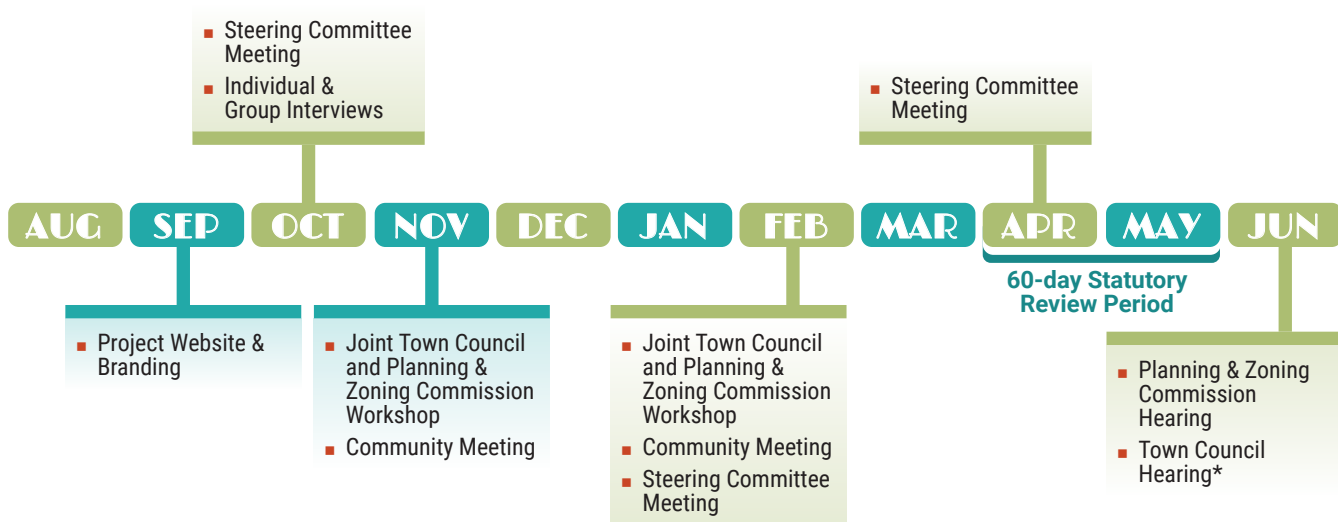 Steering Committee
Meeting
Individual &
Group Interviews
Steering Committee
Meeting
AUG SEP OCT NOV DEC JAN FEB MAR APR MAY JUN
60-day Statutory
Review Period
Project Website &
Branding
Joint Town Council
and Planning &
Zoning Commission
Workshop
Community Meeting
Joint Town Council
and Planning &
Zoning Commission
Workshop
Community Meeting
Steering Committee
Meeting
Planning & Zoning
Commission
Hearing
Town Council
Hearing*